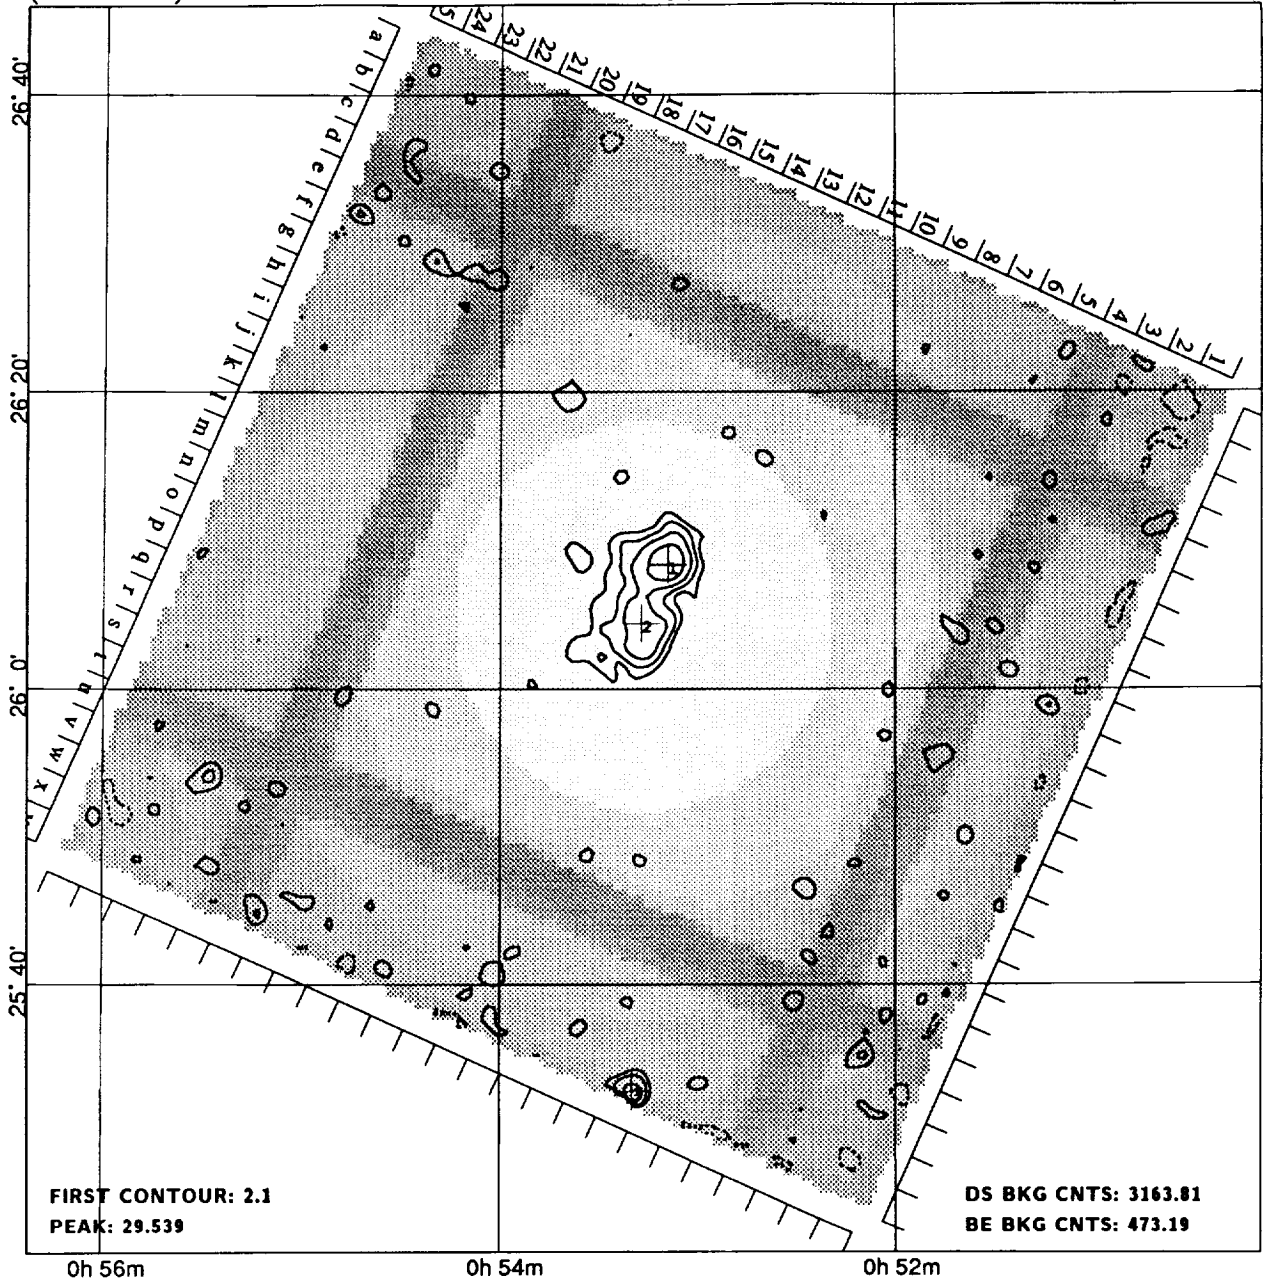 5 24 23 22 21 20 19 18 17 16 15 14 13 12 11 10 9 8 7 6 5 4 3 2 1
a b c d e f g h i j k l m n o p q r s t u v w x
26° 40'
26° 20'
26° 0'
25° 40'
2
FIRST CONTOUR: 2.1
PEAK: 29.539
DS BKG CNTS: 3163.81
BE BKG CNTS: 473.19
0h 56m
0h 54m
0h 52m